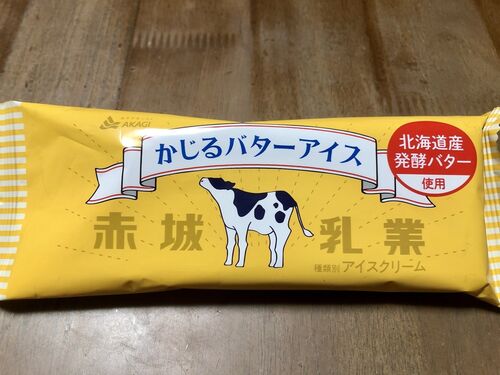 AKAGI
かじるバターアイス
北海道産
発酵バター
使用
赤城 乳業
種類別 アイスクリーム